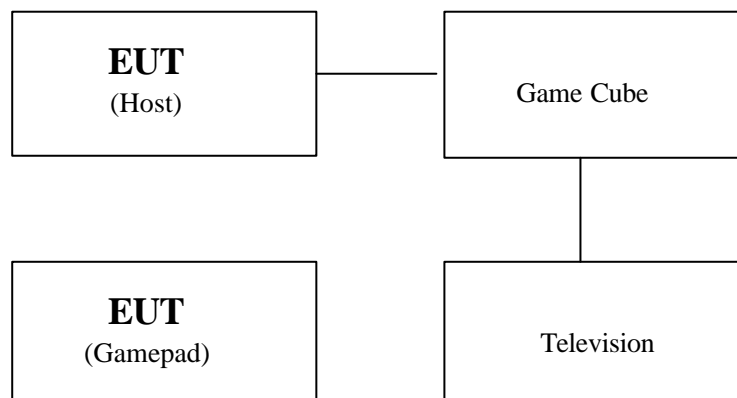 EUT
(Host)
Game Cube
EUT
(Gamepad)
Television